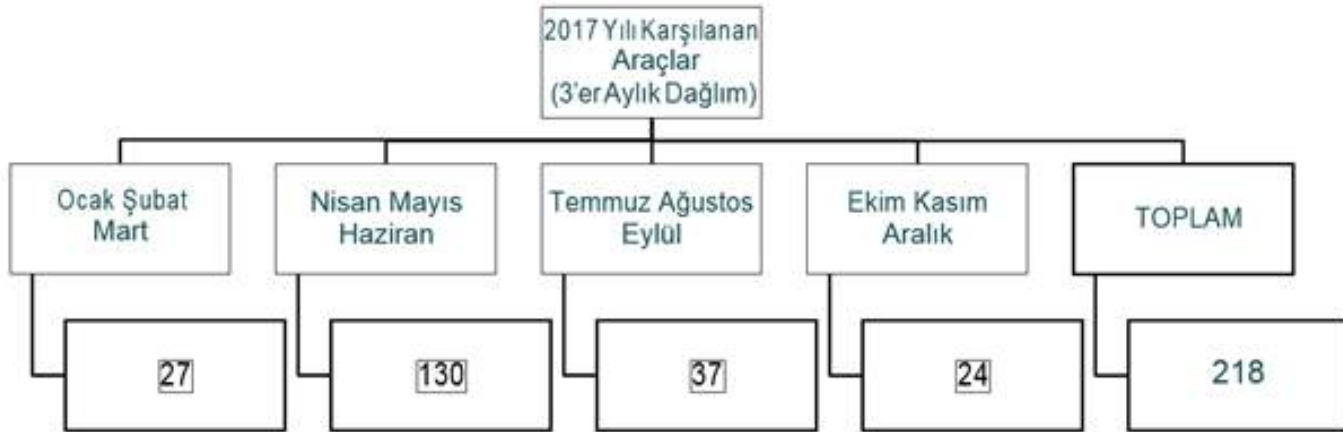 2017 Yılı Karşılanan
Araçlar
(3'er Aylık Dağlım)
Ocak Şubat
Mart
Nisan Mayıs
Haziran
Temmuz Ağustos
Eylül
Ekim Kasım
Aralık
TOPLAM
27
130
37
24
218